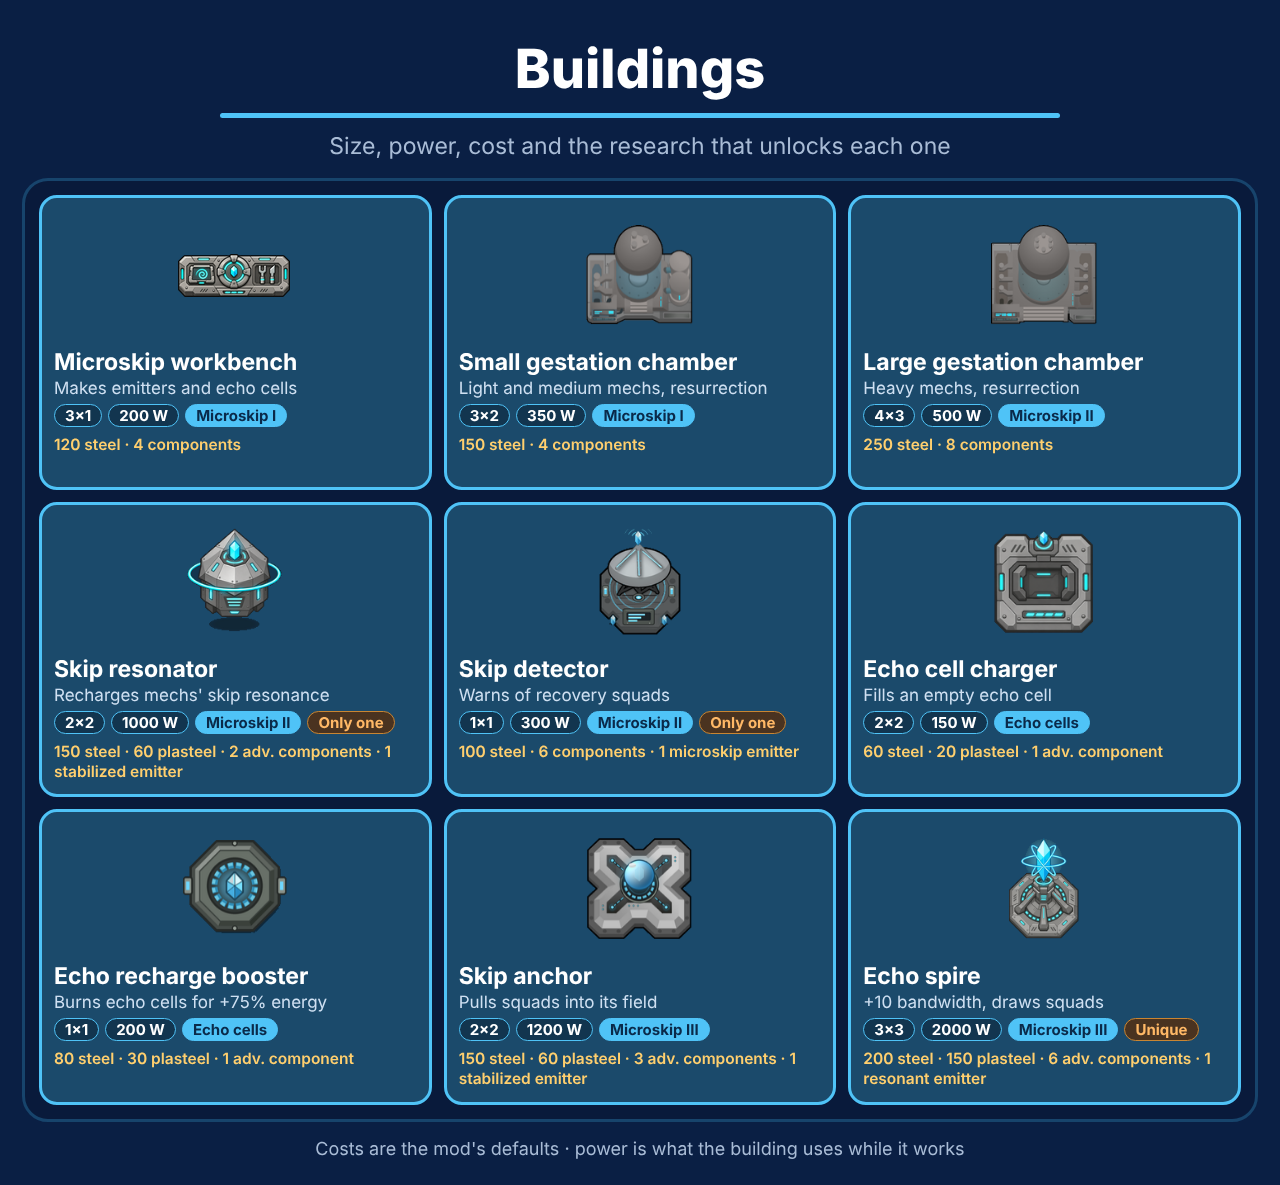 Buildings
Size, power, cost and the research that unlocks each one
Microskip workbench
Makes emitters and echo cells
3×1 200 W Microskip I
120 steel · 4 components
Small gestation chamber
Light and medium mechs, resurrection
3×2 350 W Microskip I
150 steel · 4 components
Large gestation chamber
Heavy mechs, resurrection
4×3 500 W Microskip II
250 steel · 8 components
Skip resonator
Recharges mechs' skip resonance
2×2 1000 W Microskip II Only one
150 steel · 60 plasteel · 2 adv. components · 1
stabilized emitter
Skip detector
Warns of recovery squads
1×1 300 W Microskip II Only one
100 steel · 6 components · 1 microskip emitter
Echo cell charger
Fills an empty echo cell
2×2 150 W Echo cells
60 steel · 20 plasteel · 1 adv. component
Echo recharge booster
Burns echo cells for +75% energy
1×1 200 W Echo cells
80 steel · 30 plasteel · 1 adv. component
Skip anchor
Pulls squads into its field
2×2 1200 W Microskip III
150 steel · 60 plasteel · 3 adv. components · 1
stabilized emitter
Echo spire
+10 bandwidth, draws squads
3×3 2000 W Microskip III Unique
200 steel · 150 plasteel · 6 adv. components · 1
resonant emitter
Costs are the mod's defaults · power is what the building uses while it works